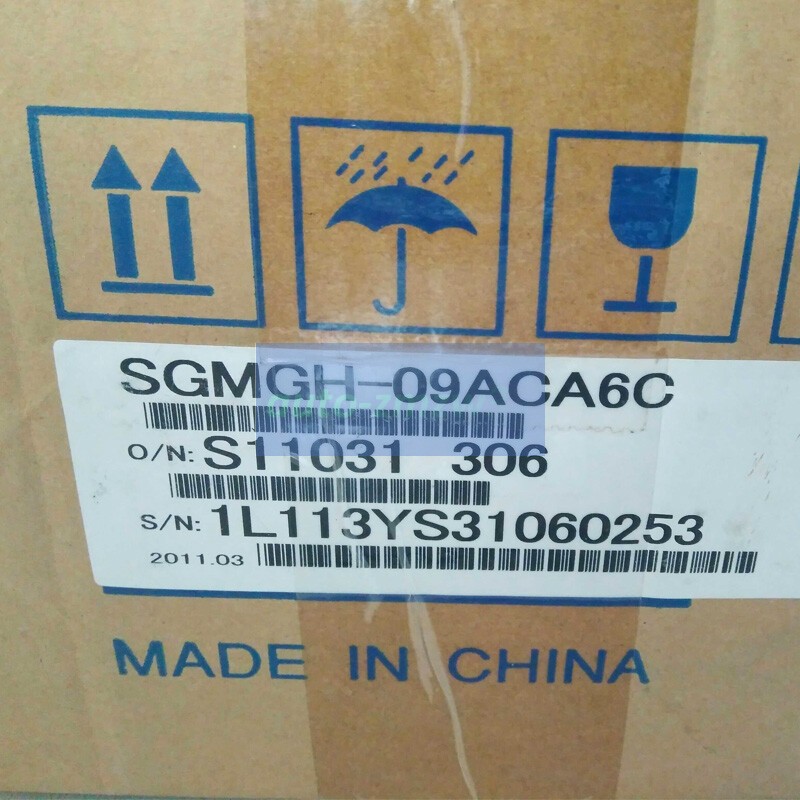 SGMGH-09ACA6C
O/N: S11031 306
S/N: 1L113YS31060253
2011.03
MADE IN CHINA